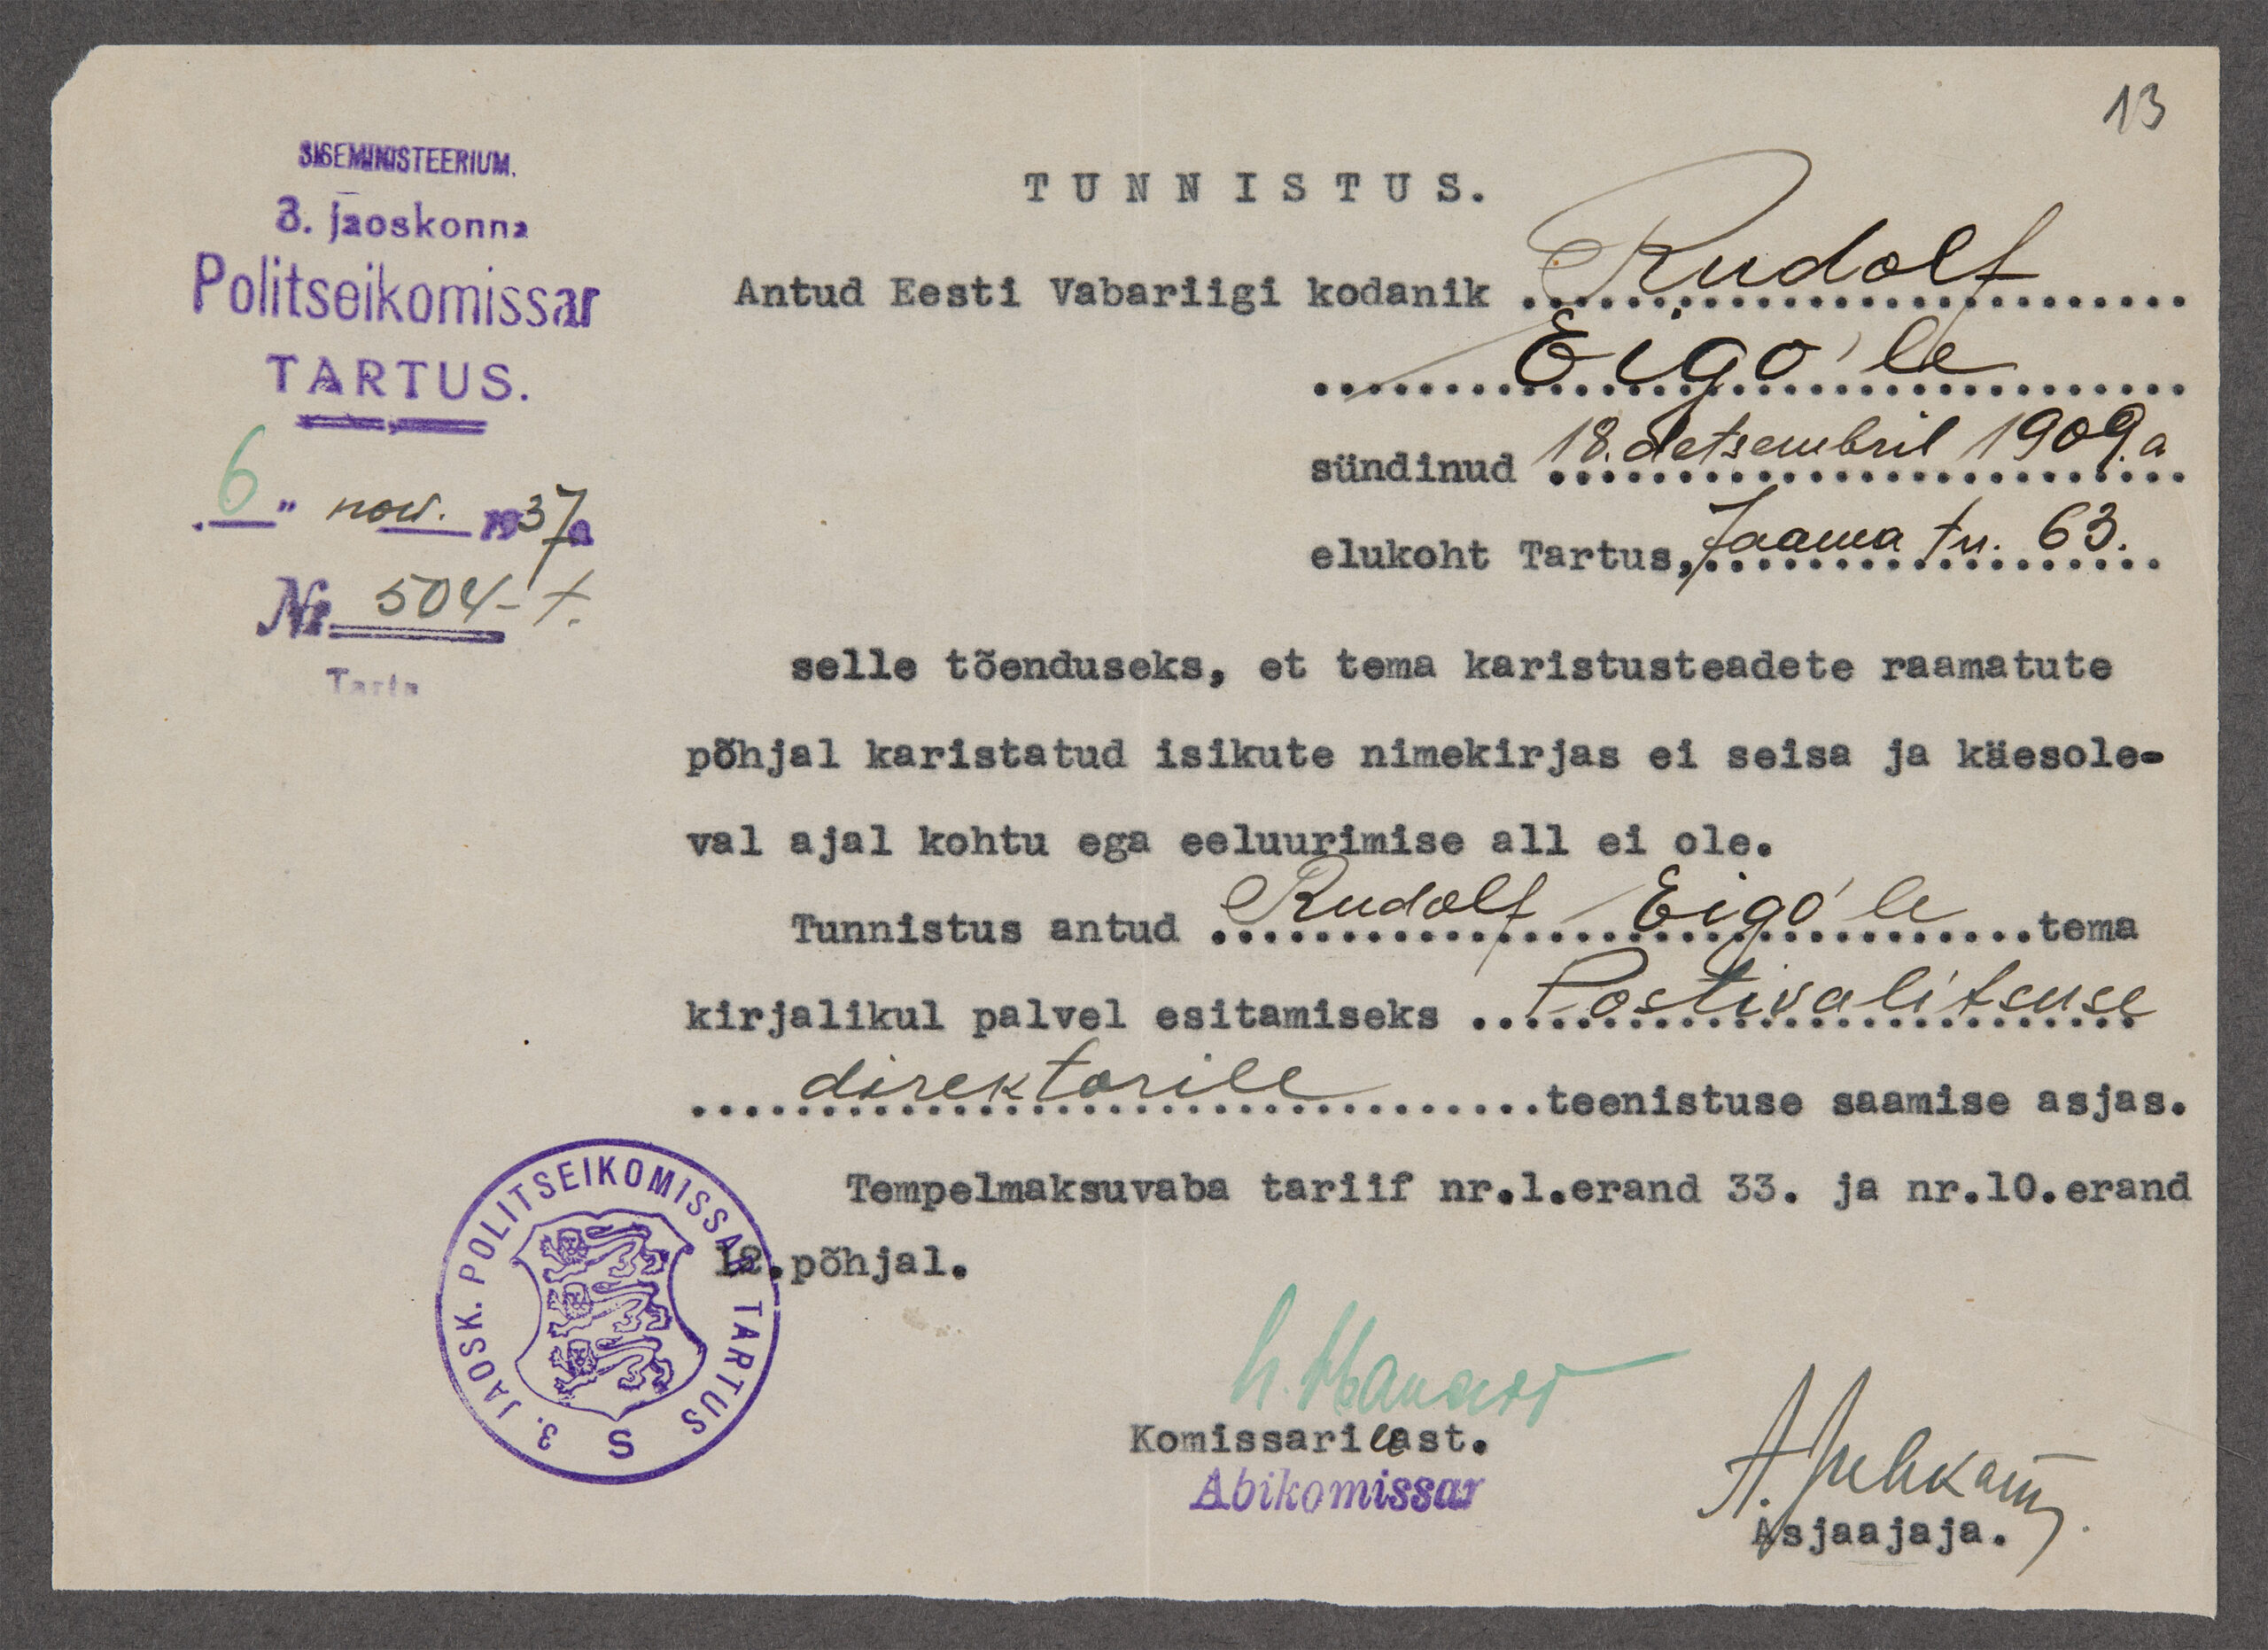 13
SISEMINISTEERIUM.
3. jaoskonna
Politseikomissar
TARTUS.
„6" nov. 1937a
Nr. 504-t.
TUNNISTUS.
Antud Eesti Vabariigi kodanik Rudolf
Eigo'le
sündinud 18. detsembril 1909.a
elukoht Tartus, Jaama tn. 63.
selle tõenduseks, et tema karistusteadete raamatute
põhjal karistatud isikute nimekirjas ei seisa ja käesole-
val ajal kohtu ega eeluurimise all ei ole.
Tunnistus antud Rudolf Eigo'le tema
kirjalikul palvel esitamiseks Postivalitsuse
direktorile teenistuse saamise asjas.
Tempelmaksuvaba tariif nr.1.erand 33. ja nr.10.erand
12.põhjal.
3. JAOSK. POLITSEIKOMISSAR TARTUS
S
Komissari east.
Abikomissar
Asjaajaja.